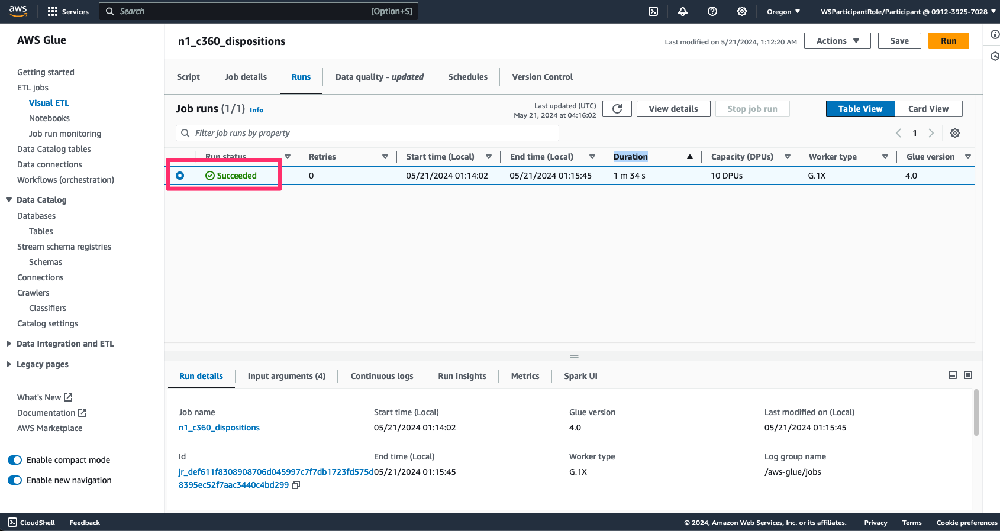 aws
Services
Search
[Option+S]
Oregon
WSParticipantRole/Participant @ 0912-3925-7028
AWS Glue
Getting started
ETL jobs
Visual ETL
Notebooks
Job run monitoring
Data Catalog tables
Data connections
Workflows (orchestration)
Data Catalog
Databases
Tables
Stream schema registries
Schemas
Connections
Crawlers
Classifiers
Catalog settings
Data Integration and ETL
Legacy pages
What's New
Documentation
AWS Marketplace
Enable compact mode
Enable new navigation
n1_c360_dispositions
Last modified on 5/21/2024, 1:12:20 AM
Actions
Save
Run
Script
Job details
Runs
Data quality - updated
Schedules
Version Control
Job runs (1/1) Info
Last updated (UTC)
May 21, 2024 at 04:16:02
View details
Stop job run
Table View
Card View
Filter job runs by property
1
Run status
Retries
Start time (Local)
End time (Local)
Duration
Capacity (DPUs)
Worker type
Glue version
Succeeded
0
05/21/2024 01:14:02
05/21/2024 01:15:45
1 m 34 s
10 DPUs
G.1X
4.0
Run details
Input arguments (4)
Continuous logs
Run insights
Metrics
Spark UI
Job name
n1_c360_dispositions
Start time (Local)
05/21/2024 01:14:02
Glue version
4.0
Last modified on (Local)
05/21/2024 01:15:45
Id
jr_def611f8308908706d045997c7f7db1723fd575d
8395ec52f7aac3440c4bd299
End time (Local)
05/21/2024 01:15:45
Worker type
G.1X
Log group name
/aws-glue/jobs
CloudShell
Feedback
© 2024, Amazon Web Services, Inc. or its affiliates.
Privacy
Terms
Cookie preferences